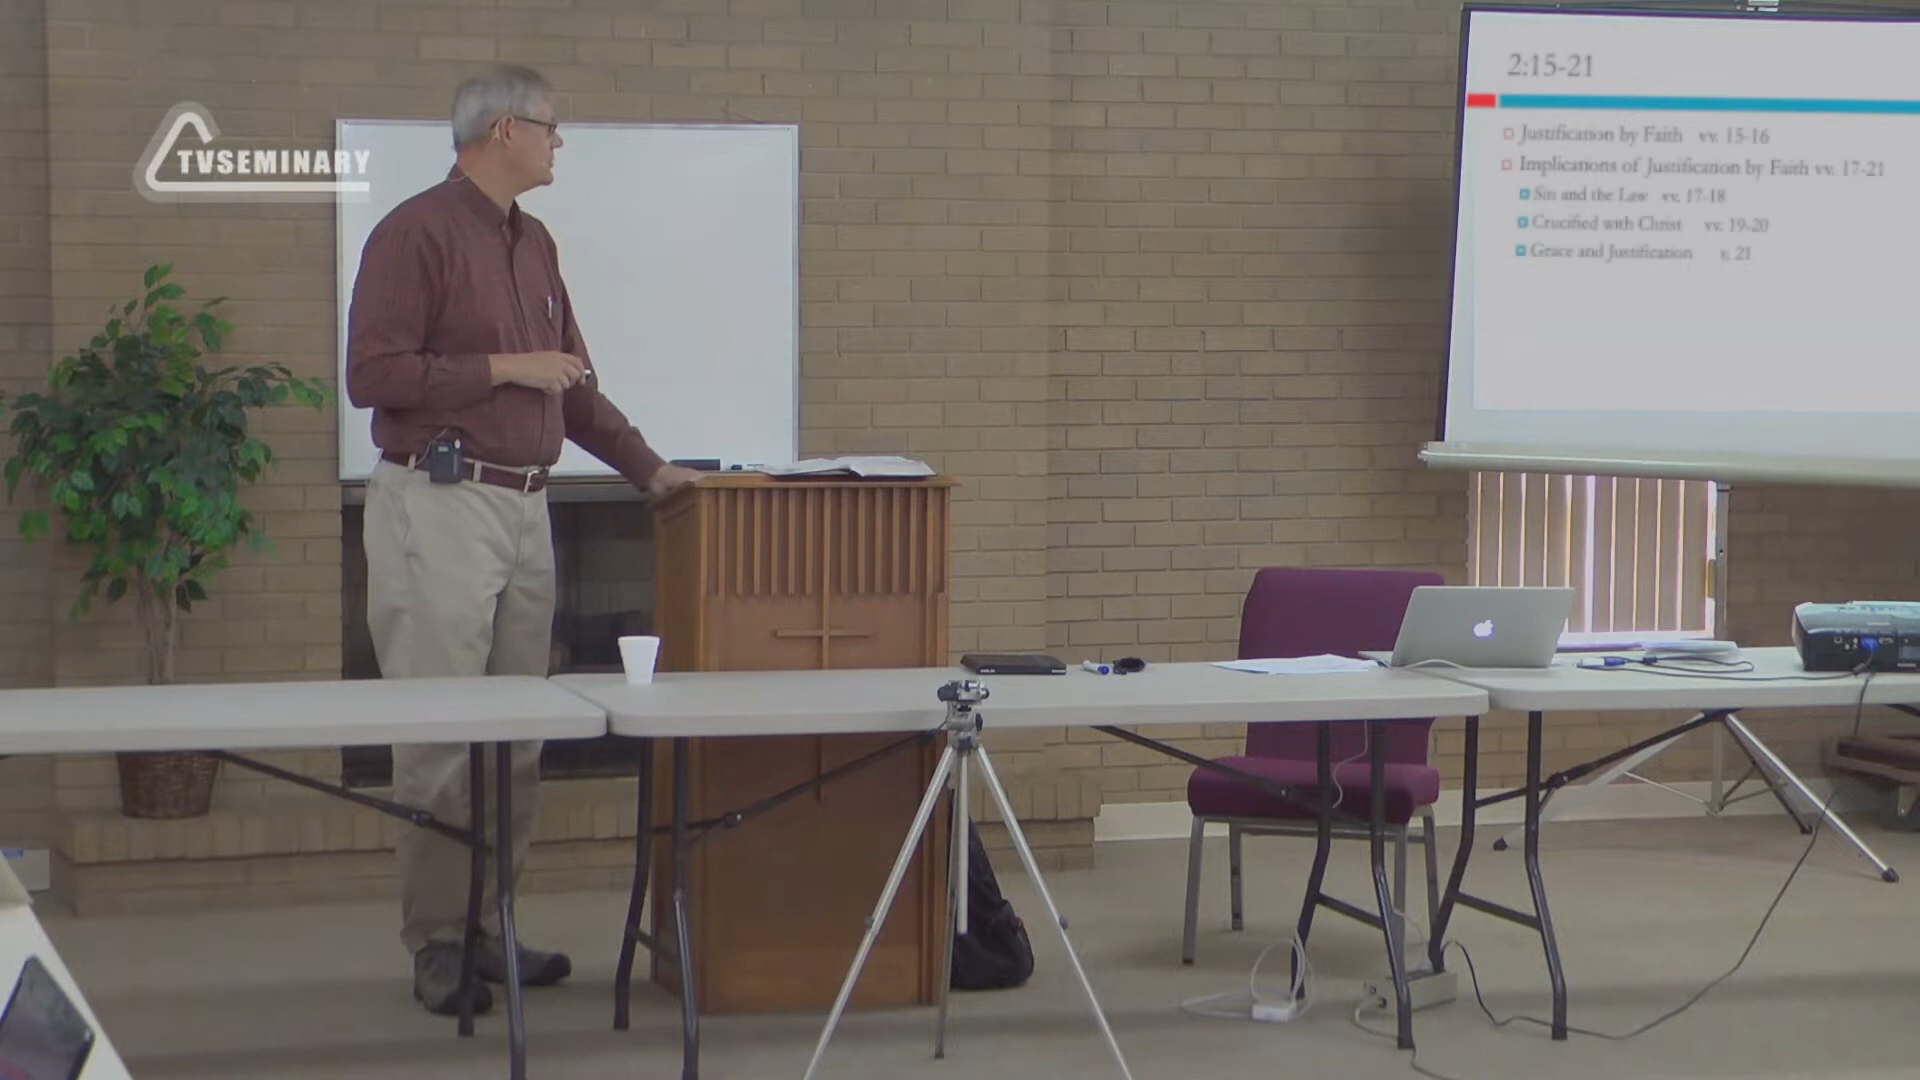 TVSEMINARY
2:15-21
Justification by Faith vv. 15-16
Implications of Justification by Faith vv. 17-21
Sin and the Law vv. 17-18
Crucified with Christ vv. 19-20
Grace and Justification v. 21